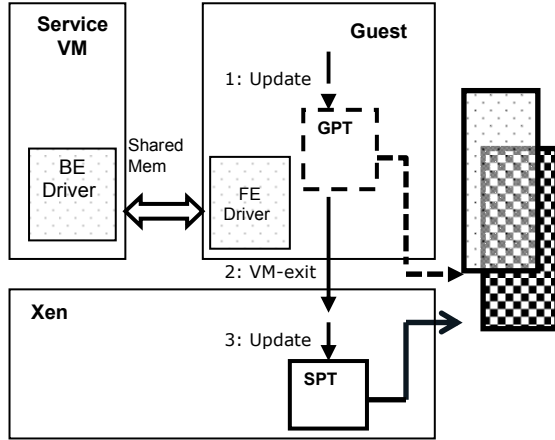 Service
VM
Guest
1: Update
GPT
Shared
Mem
BE
Driver
FE
Driver
2: VM-exit
Xen
3: Update
SPT